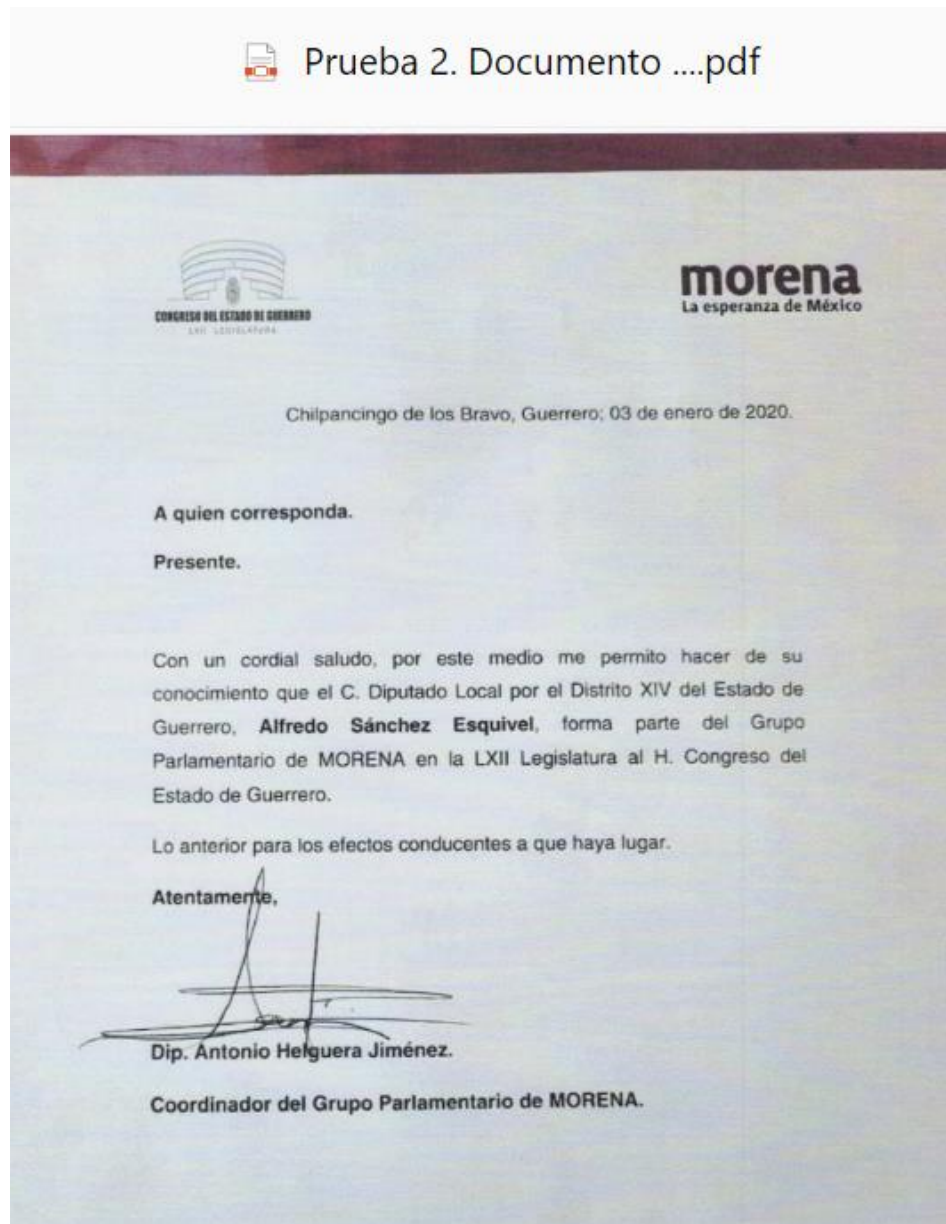 Prueba 2. Documento ....pdf
CONGRESO DEL ESTADO DE GUERRERO
LXII LEGISLATURA
morena
La esperanza de México
Chilpancingo de los Bravo, Guerrero; 03 de enero de 2020.
A quien corresponda.
Presente.
Con un cordial saludo, por este medio me permito hacer de su
conocimiento que el C. Diputado Local por el Distrito XIV del Estado de
Guerrero, Alfredo Sánchez Esquivel, forma parte del Grupo
Parlamentario de MORENA en la LXII Legislatura al H. Congreso del
Estado de Guerrero.
Lo anterior para los efectos conducentes a que haya lugar.
Atentamente,
Dip. Antonio Helguera Jiménez.
Coordinador del Grupo Parlamentario de MORENA.